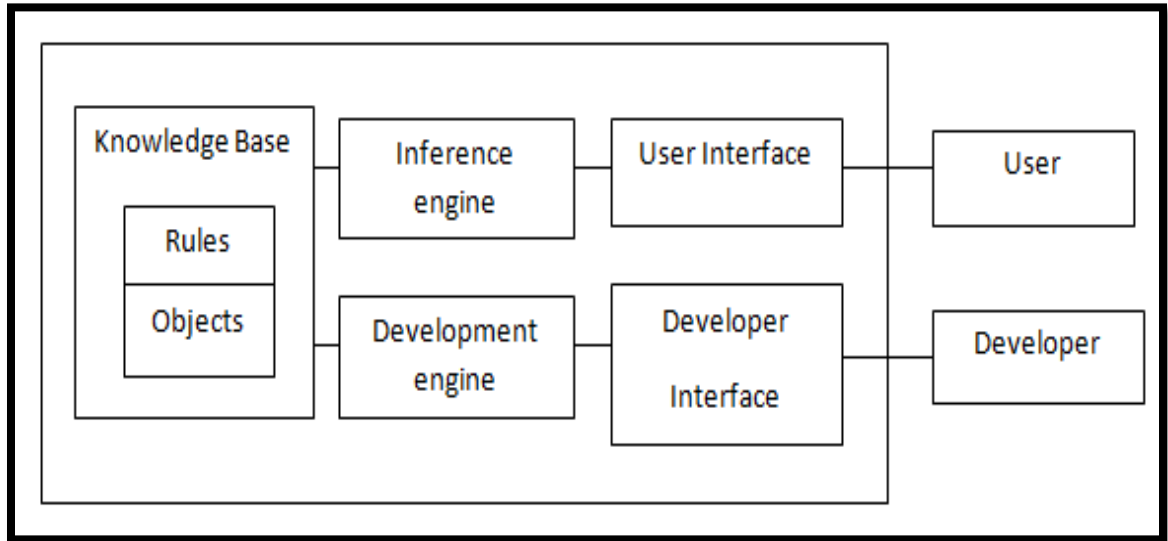 Knowledge Base
Rules
Objects
Inference
engine
User Interface
User
Development
engine
Developer
Interface
Developer